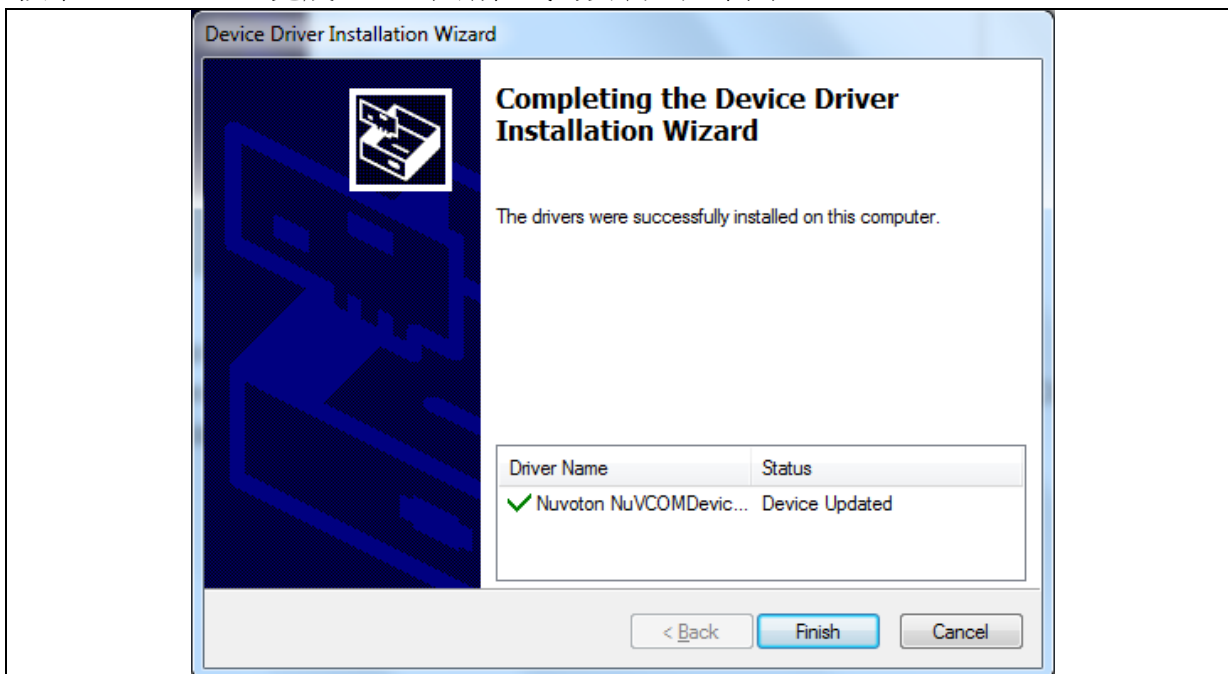 Device Driver Installation Wizard
Completing the Device Driver
Installation Wizard
The drivers were successfully installed on this computer.
Driver Name Status
Nuvoton NuVCOMDevic... Device Updated
< Back Finish Cancel